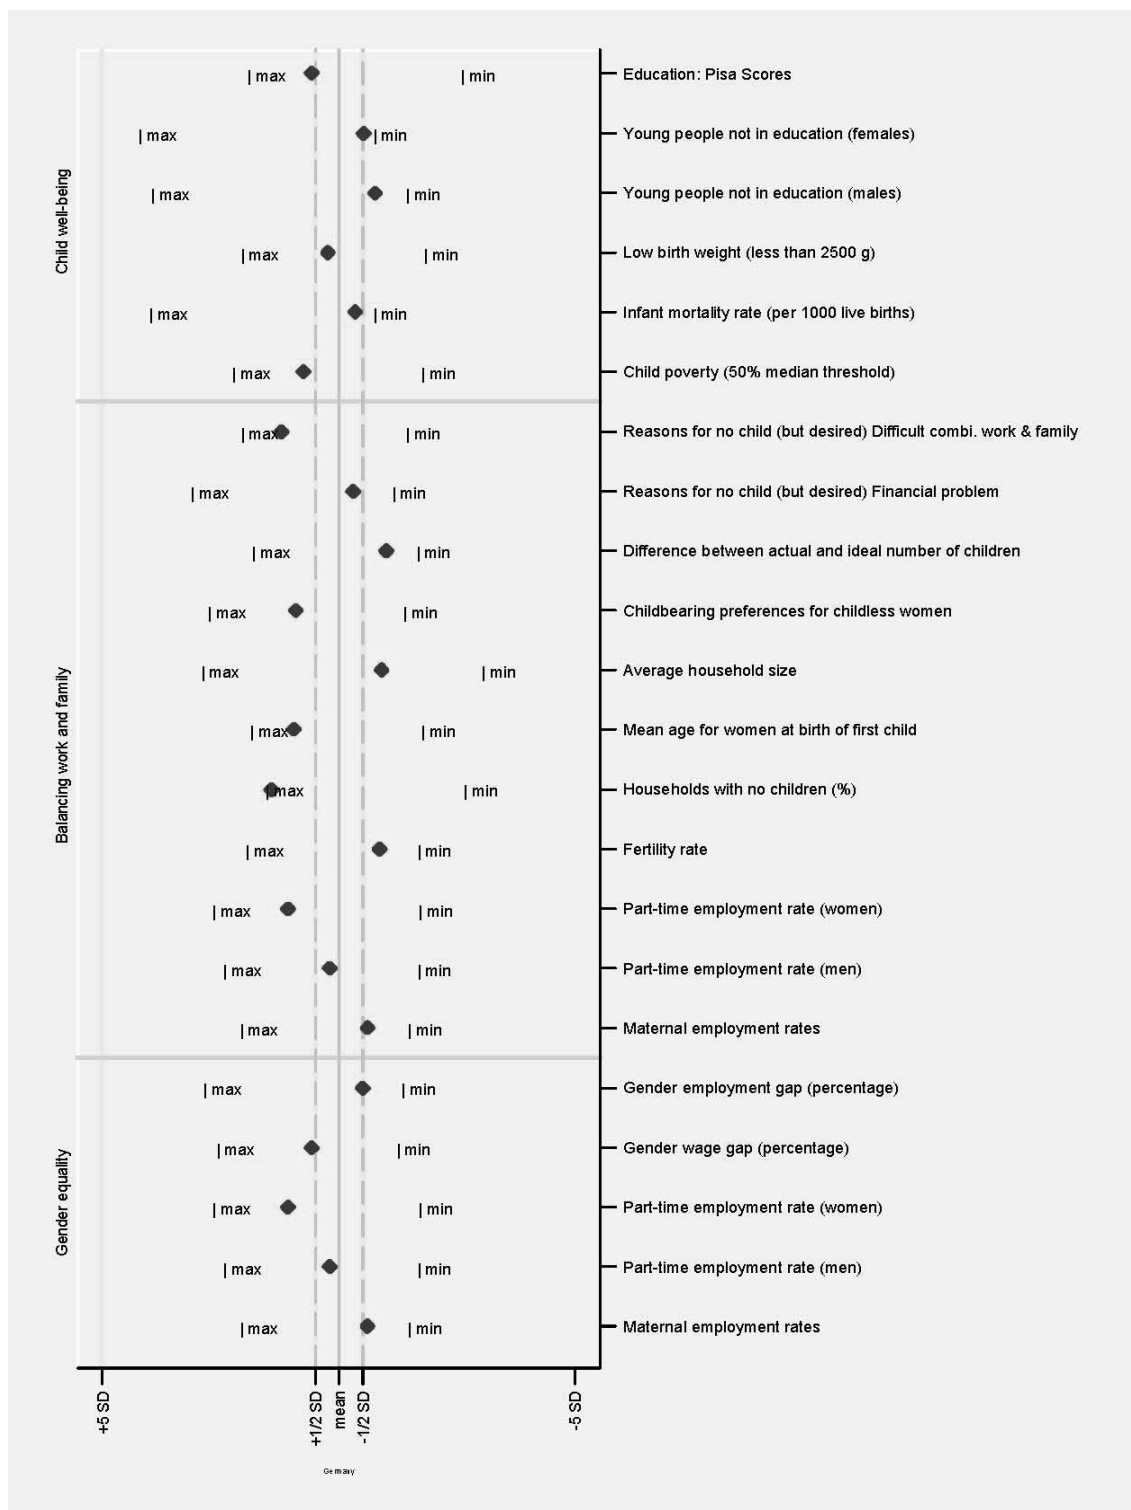 Child well-being
| max | min Education: Pisa Scores
| max | min Young people not in education (females)
| max | min Young people not in education (males)
| max | min Low birth weight (less than 2500 g)
| max | min Infant mortality rate (per 1000 live births)
| max | min Child poverty (50% median threshold)
Balancing work and family
| max | min Reasons for no child (but desired) Difficult combi. work & family
| max | min Reasons for no child (but desired) Financial problem
| max | min Difference between actual and ideal number of children
| max | min Childbearing preferences for childless women
| max | min Average household size
| max | min Mean age for women at birth of first child
| max | min Households with no children (%)
| max | min Fertility rate
| max | min Part-time employment rate (women)
| max | min Part-time employment rate (men)
| max | min Maternal employment rates
Gender equality
| max | min Gender employment gap (percentage)
| max | min Gender wage gap (percentage)
| max | min Part-time employment rate (women)
| max | min Part-time employment rate (men)
| max | min Maternal employment rates
+5 SD
+1/2 SD
mean
-1/2 SD
-5 SD
Germany